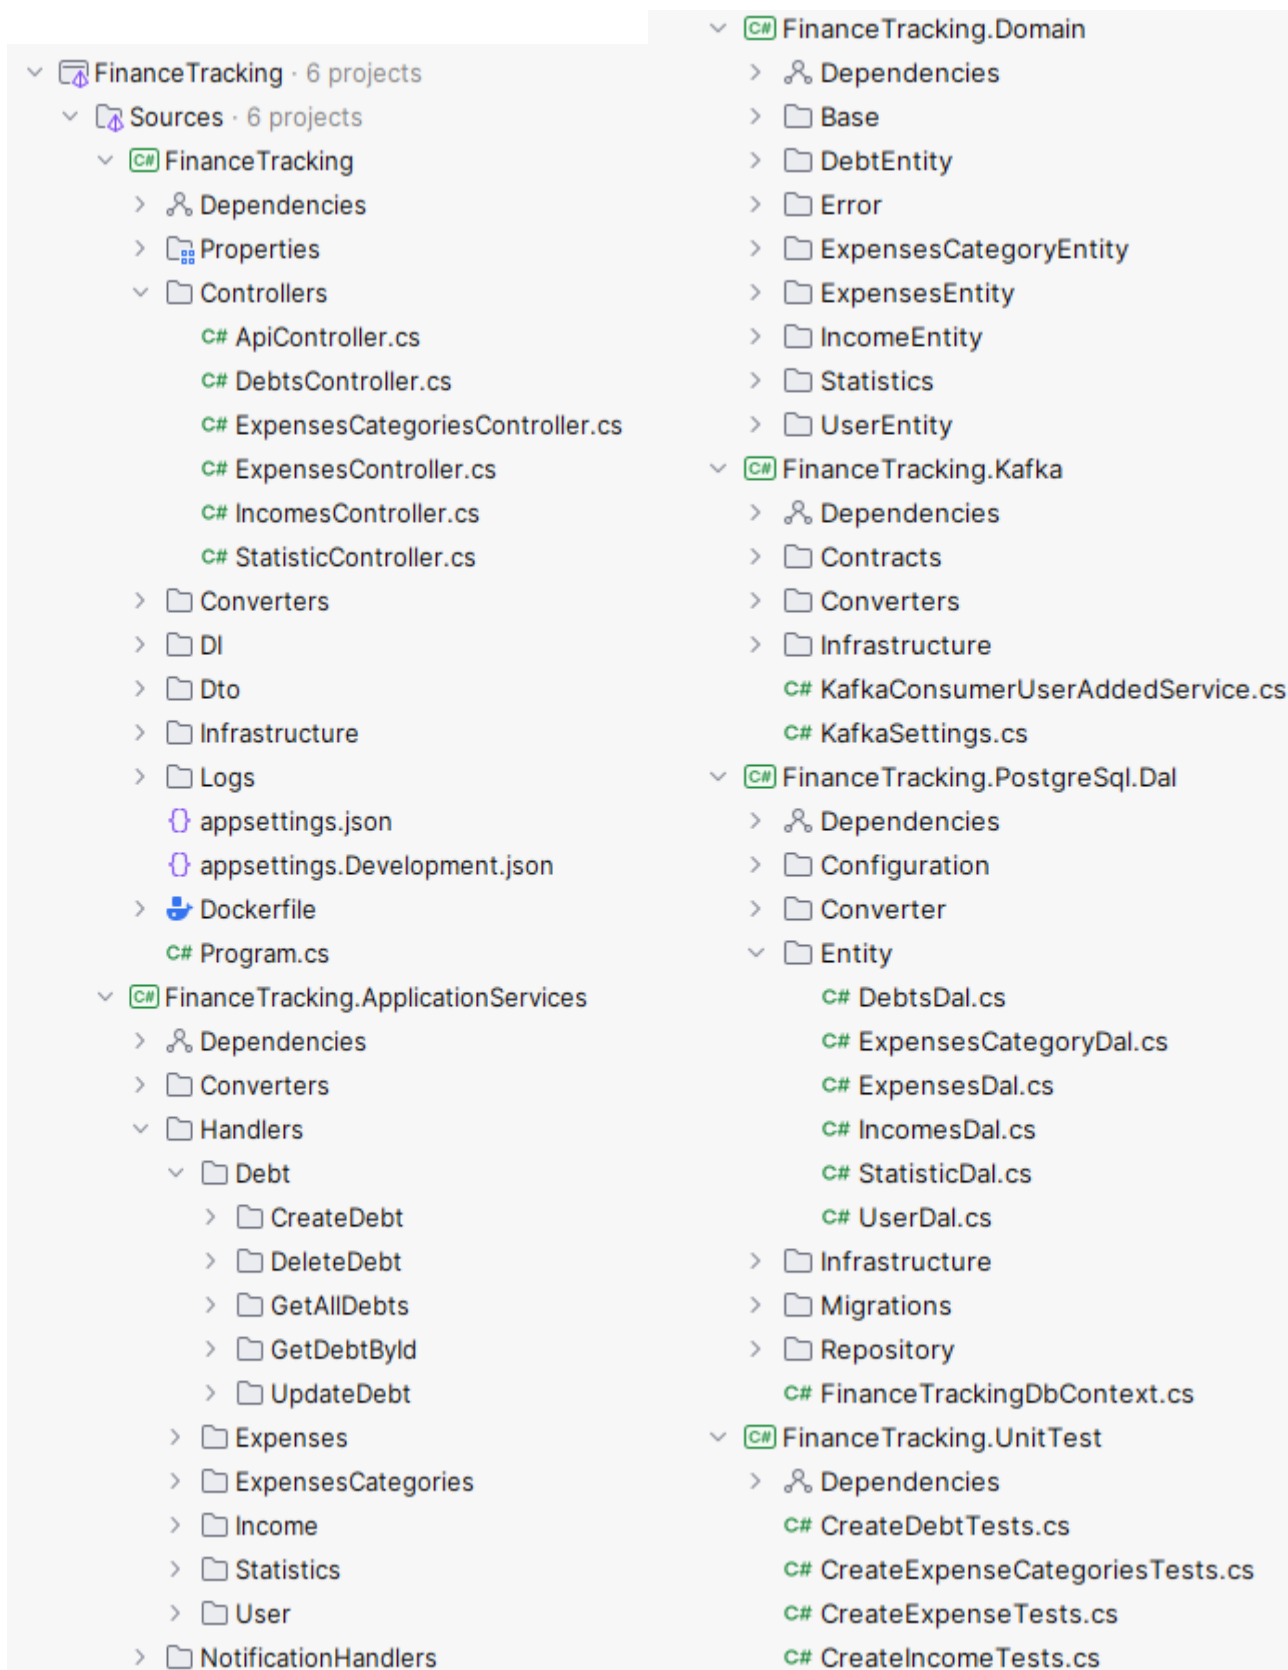 FinanceTracking · 6 projects
Sources · 6 projects
C# FinanceTracking
Dependencies
Properties
Controllers
C# ApiController.cs
C# DebtsController.cs
C# ExpensesCategoriesController.cs
C# ExpensesController.cs
C# IncomesController.cs
C# StatisticController.cs
Converters
DI
Dto
Infrastructure
Logs
{} appsettings.json
{} appsettings.Development.json
Dockerfile
C# Program.cs
C# FinanceTracking.ApplicationServices
Dependencies
Converters
Handlers
Debt
CreateDebt
DeleteDebt
GetAllDebts
GetDebtById
UpdateDebt
Expenses
ExpensesCategories
Income
Statistics
User
NotificationHandlers
C# FinanceTracking.Domain
Dependencies
Base
DebtEntity
Error
ExpensesCategoryEntity
ExpensesEntity
IncomeEntity
Statistics
UserEntity
C# FinanceTracking.Kafka
Dependencies
Contracts
Converters
Infrastructure
C# KafkaConsumerUserAddedService.cs
C# KafkaSettings.cs
C# FinanceTracking.PostgreSql.Dal
Dependencies
Configuration
Converter
Entity
C# DebtsDal.cs
C# ExpensesCategoryDal.cs
C# ExpensesDal.cs
C# IncomesDal.cs
C# StatisticDal.cs
C# UserDal.cs
Infrastructure
Migrations
Repository
C# FinanceTrackingDbContext.cs
C# FinanceTracking.UnitTest
Dependencies
C# CreateDebtTests.cs
C# CreateExpenseCategoriesTests.cs
C# CreateExpenseTests.cs
C# CreateIncomeTests.cs